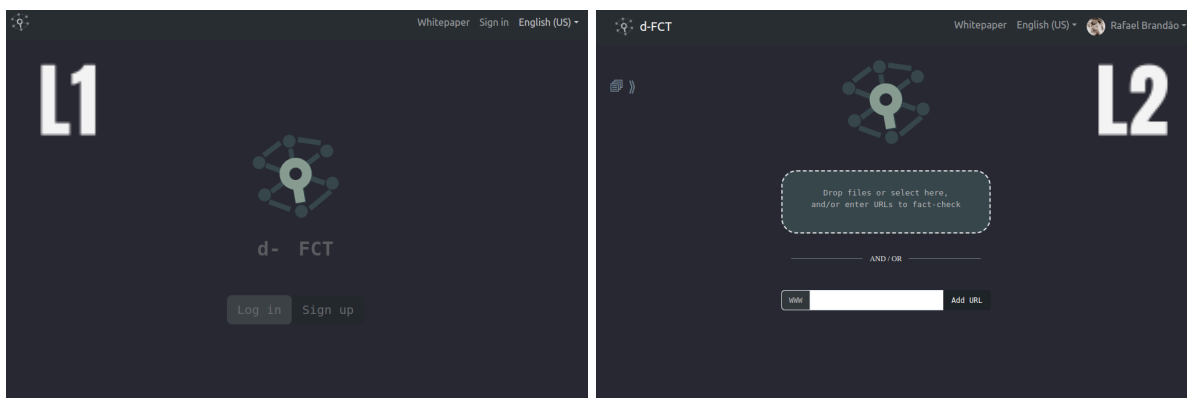 Whitepaper Sign in English (US)
L1
d- FCT
Log in Sign up
d-FCT Whitepaper English (US) Rafael Brandão
L2
Drop files or select here,
and/or enter URLs to fact-check
AND / OR
WWW Add URL